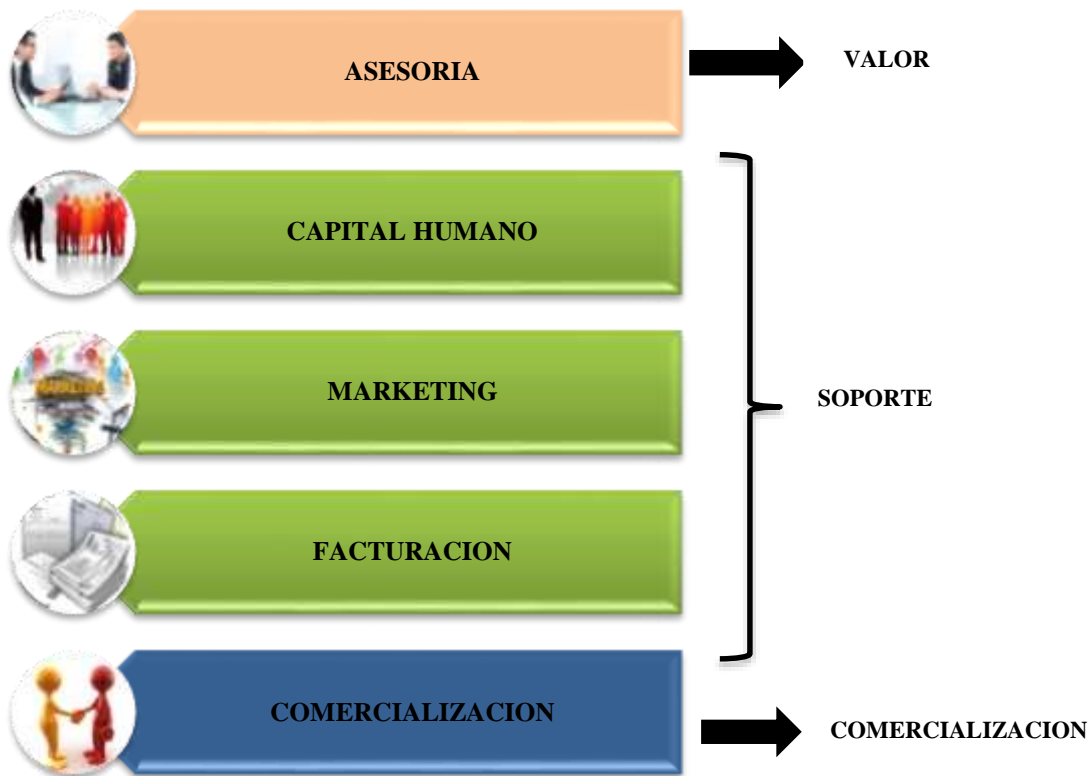 ASESORIA
VALOR
CAPITAL HUMANO
MARKETING
SOPORTE
FACTURACION
COMERCIALIZACION
COMERCIALIZACION